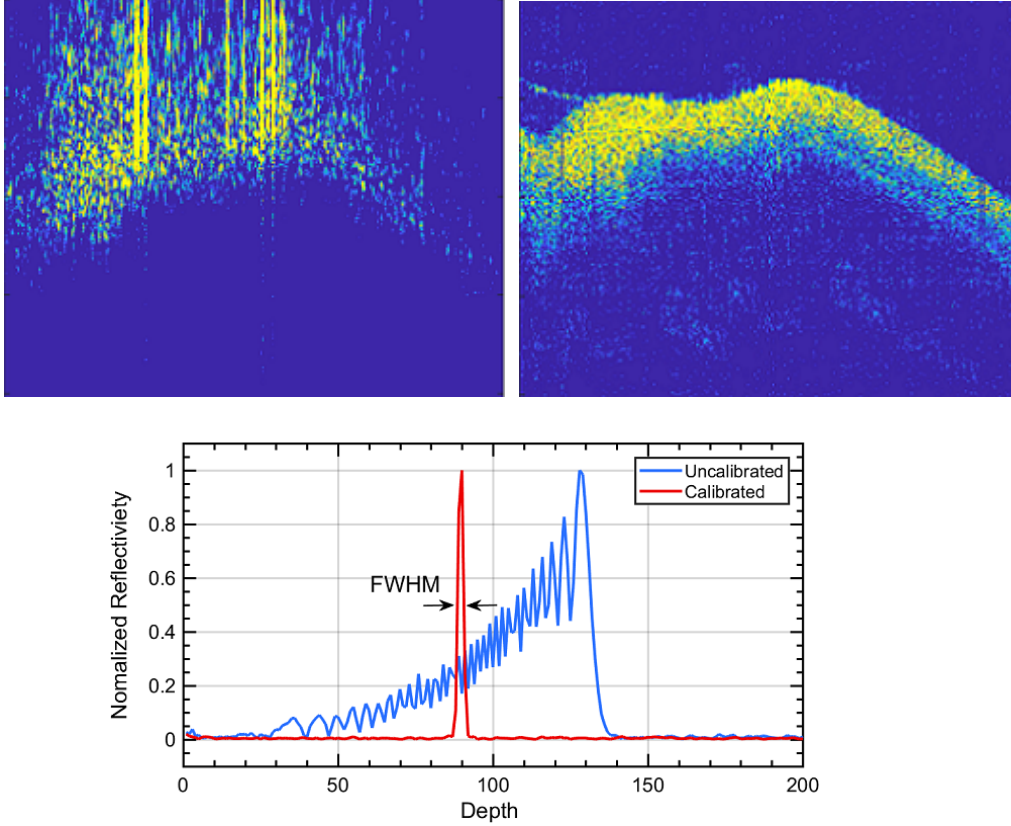 1
Uncalibrated
Calibrated
0.8
FWHM
0.6
0.4
0.2
0
0 50 100 150 200
Nomalized Reflectiviety
Depth